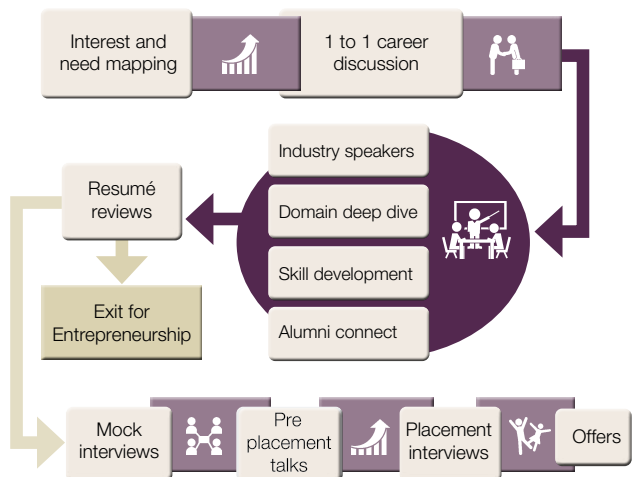 Interest and
need mapping
1 to 1 career
discussion
Industry speakers
Domain deep dive
Skill development
Alumni connect
Resumé
reviews
Exit for
Entrepreneurship
Mock
interviews
Pre
placement
talks
Placement
interviews
Offers